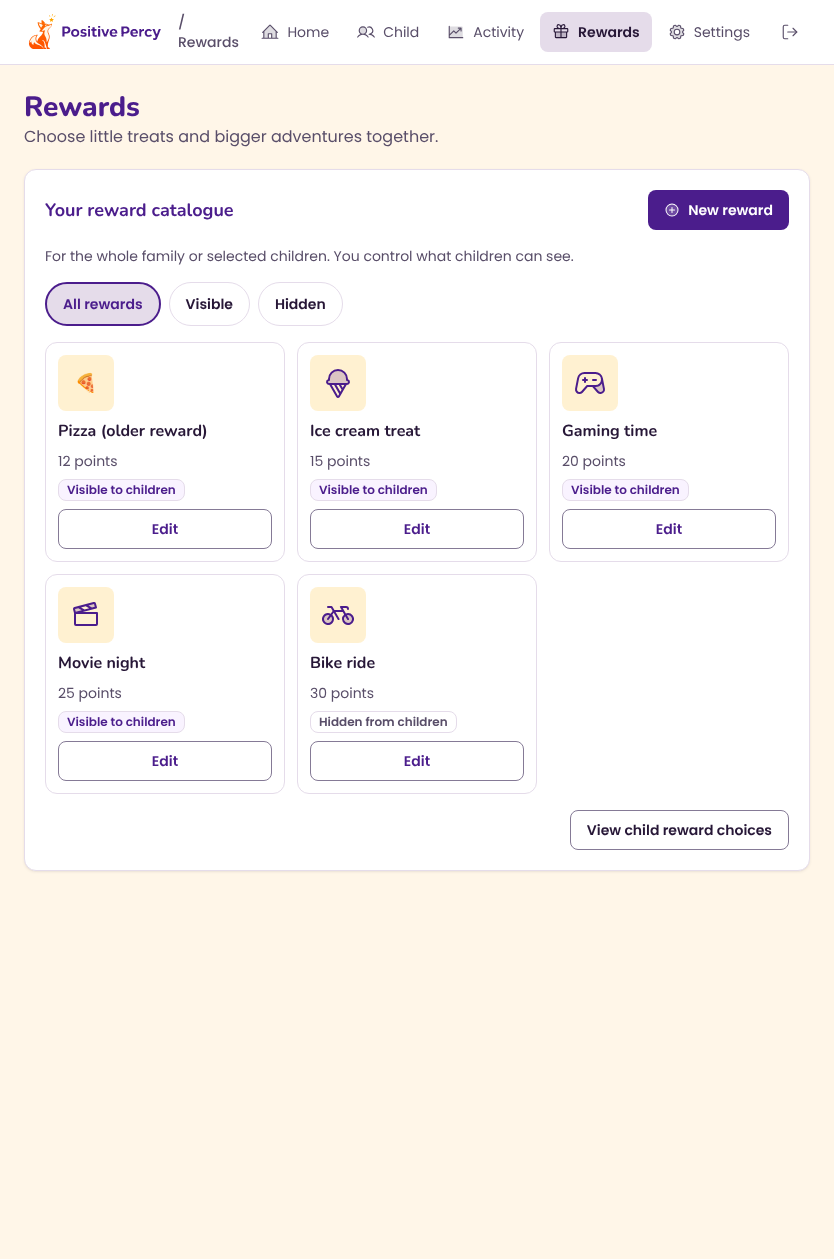 Positive Percy
/
Rewards
Home
Child
Activity
Rewards
Settings
Rewards
Choose little treats and bigger adventures together.
Your reward catalogue
New reward
For the whole family or selected children. You control what children can see.
All rewards
Visible
Hidden
Pizza (older reward)
12 points
Visible to children
Edit
Ice cream treat
15 points
Visible to children
Edit
Gaming time
20 points
Visible to children
Edit
Movie night
25 points
Visible to children
Edit
Bike ride
30 points
Hidden from children
Edit
View child reward choices